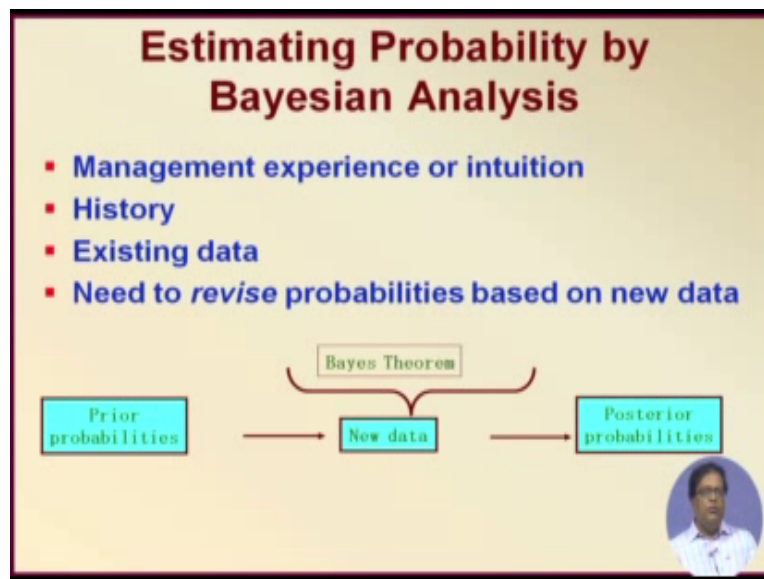 Estimating Probability by
Bayesian Analysis
▪ Management experience or intuition
▪ History
▪ Existing data
▪ Need to revise probabilities based on new data
Bayes Theorem
Prior
probabilities
New data
Posterior
probabilities